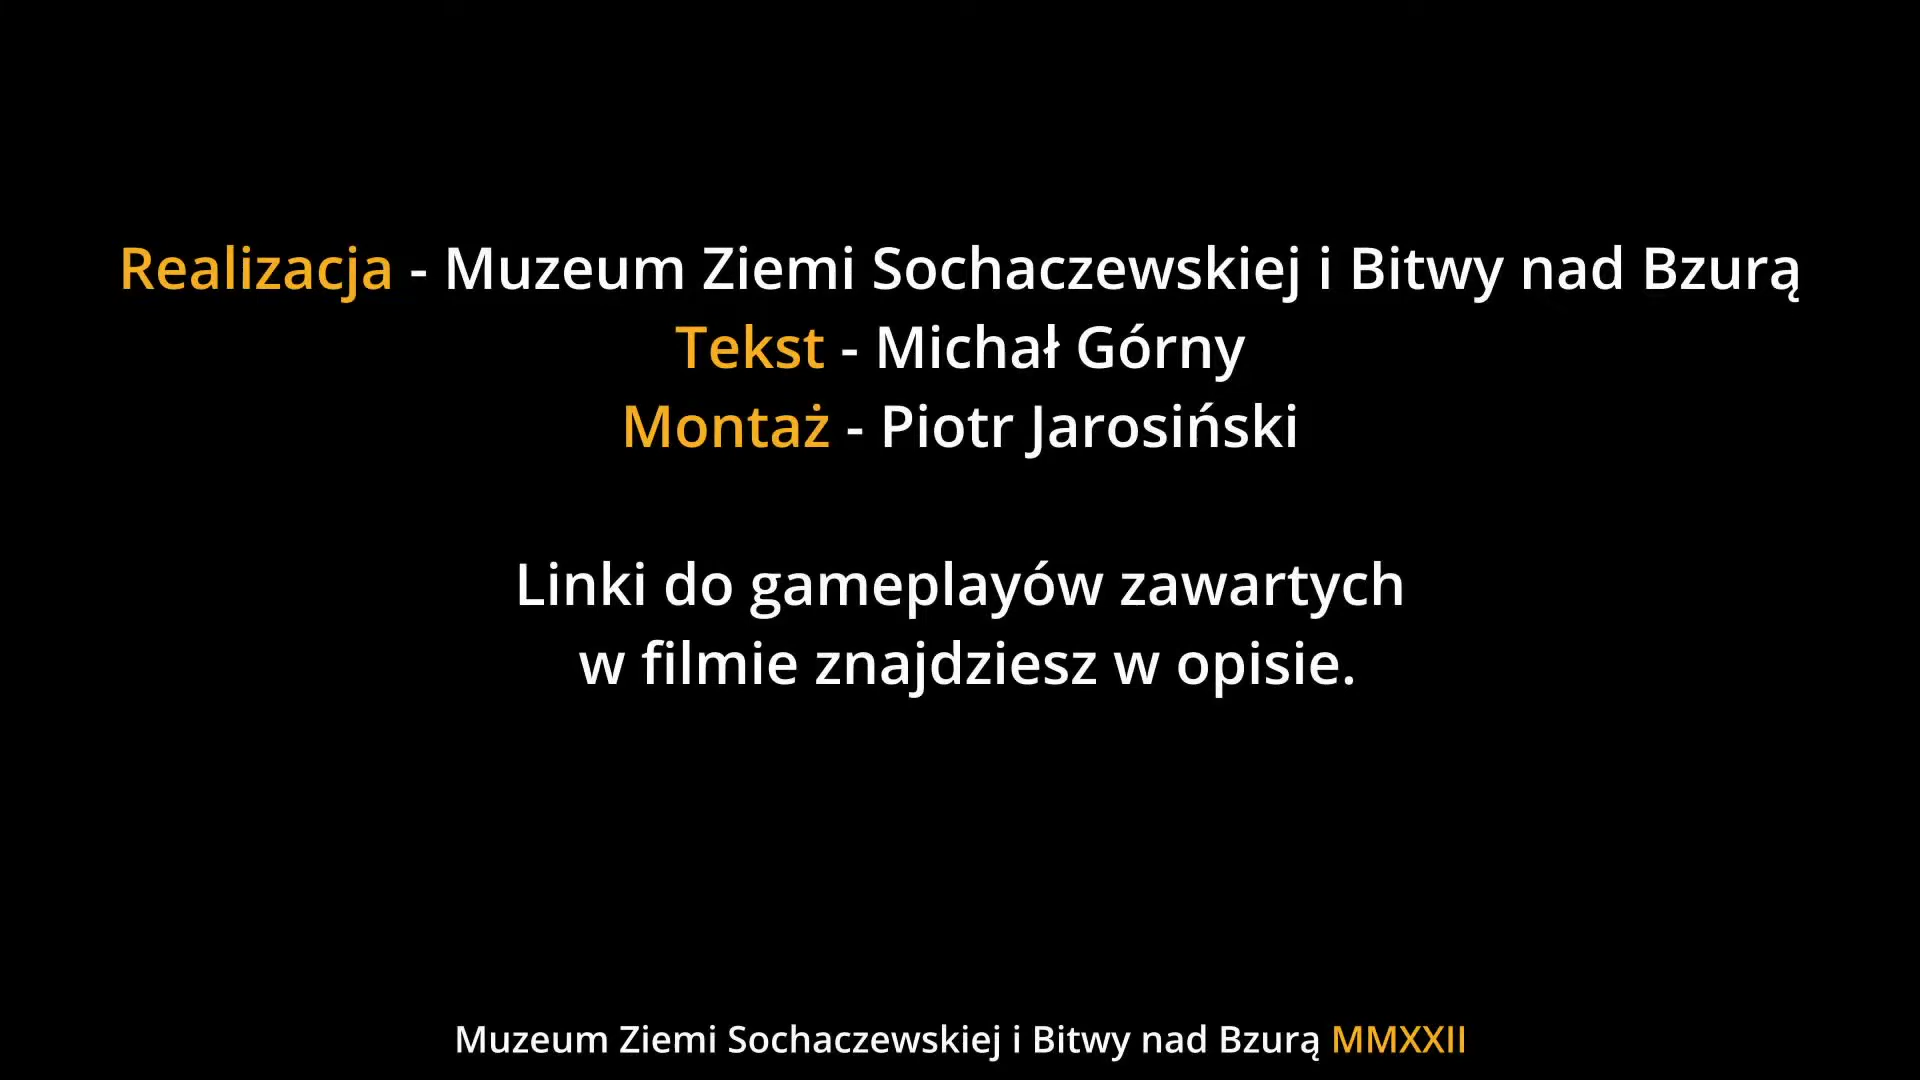 Realizacja - Muzeum Ziemi Sochaczewskiej i Bitwy nad Bzurą
Tekst - Michał Górny
Montaż - Piotr Jarosiński
Linki do gameplayów zawartych
w filmie znajdziesz w opisie.
Muzeum Ziemi Sochaczewskiej i Bitwy nad Bzurą MMXXII